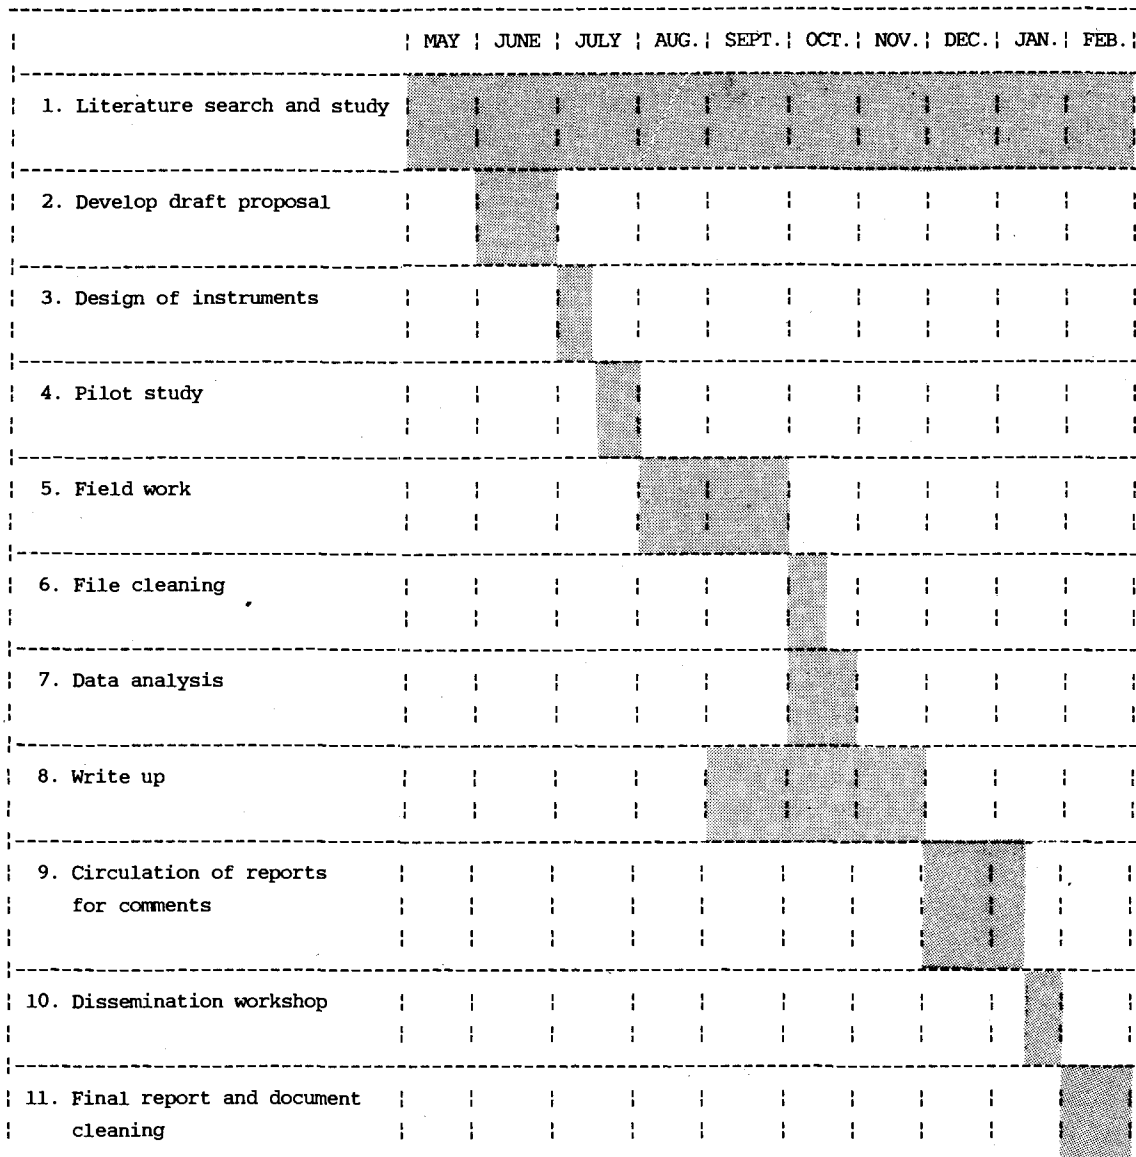 MAY JUNE JULY AUG. SEPT. OCT. NOV. DEC. JAN. FEB.
1. Literature search and study
2. Develop draft proposal
3. Design of instruments
4. Pilot study
5. Field work
6. File cleaning
7. Data analysis
8. Write up
9. Circulation of reports
for comments
10. Dissemination workshop
11. Final report and document
cleaning